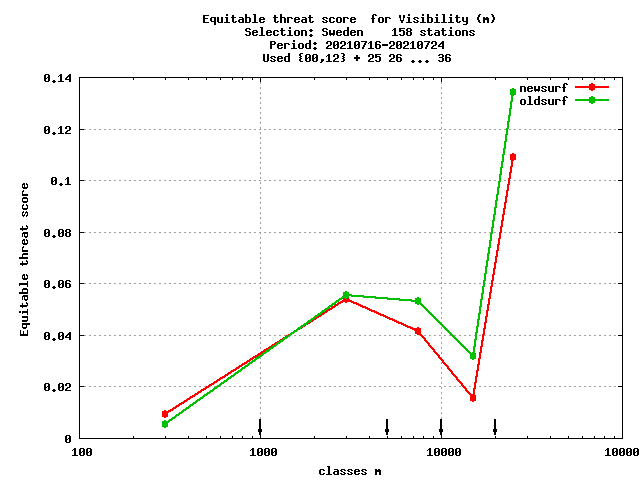 Equitable threat score  for Visibility (m)
Selection: Sweden    158 stations
Period: 20210716-20210724
Used {00,12} + 25 26 ... 36
newsurf
oldsurf
0.14
0.12
0.1
0.08
0.06
0.04
0.02
0
Equitable threat score
100
1000
10000
10000
classes m